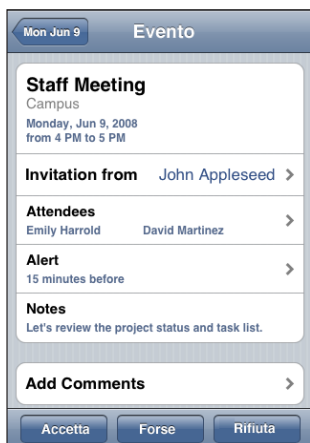 Mon Jun 9 Evento
Staff Meeting
Campus
Monday, Jun 9, 2008
from 4 PM to 5 PM
Invitation from John Appleseed
Attendees
Emily Harrold David Martinez
Alert
15 minutes before
Notes
Let's review the project status and task list.
Add Comments
Accetta Forse Rifiuta